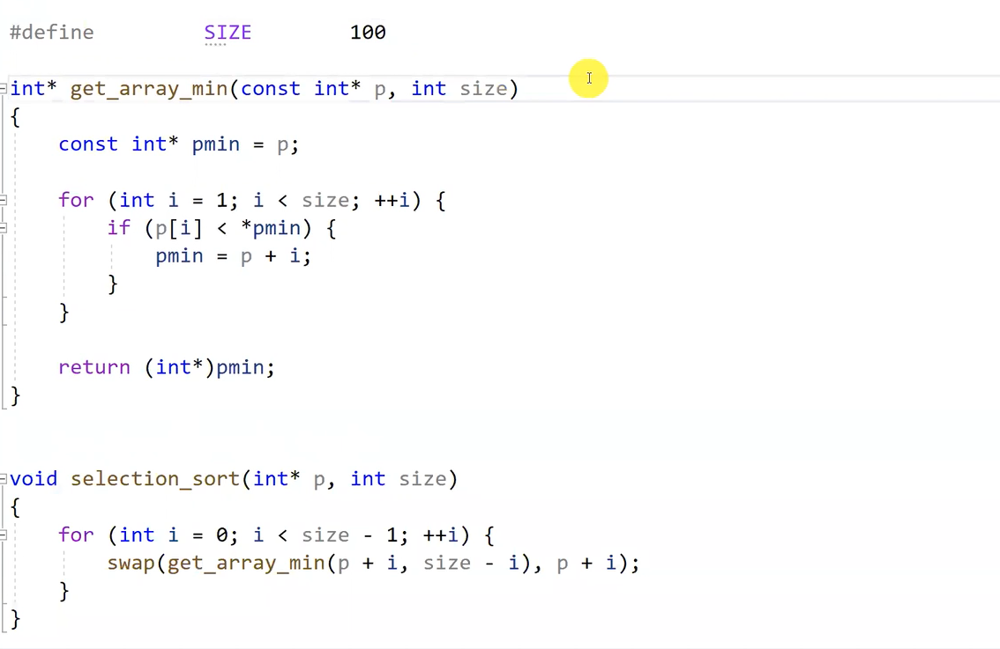 #define SIZE 100
int* get_array_min(const int* p, int size)
{
const int* pmin = p;
for (int i = 1; i < size; ++i) {
if (p[i] < *pmin) {
pmin = p + i;
}
}
return (int*)pmin;
}
void selection_sort(int* p, int size)
{
for (int i = 0; i < size - 1; ++i) {
swap(get_array_min(p + i, size - i), p + i);
}
}